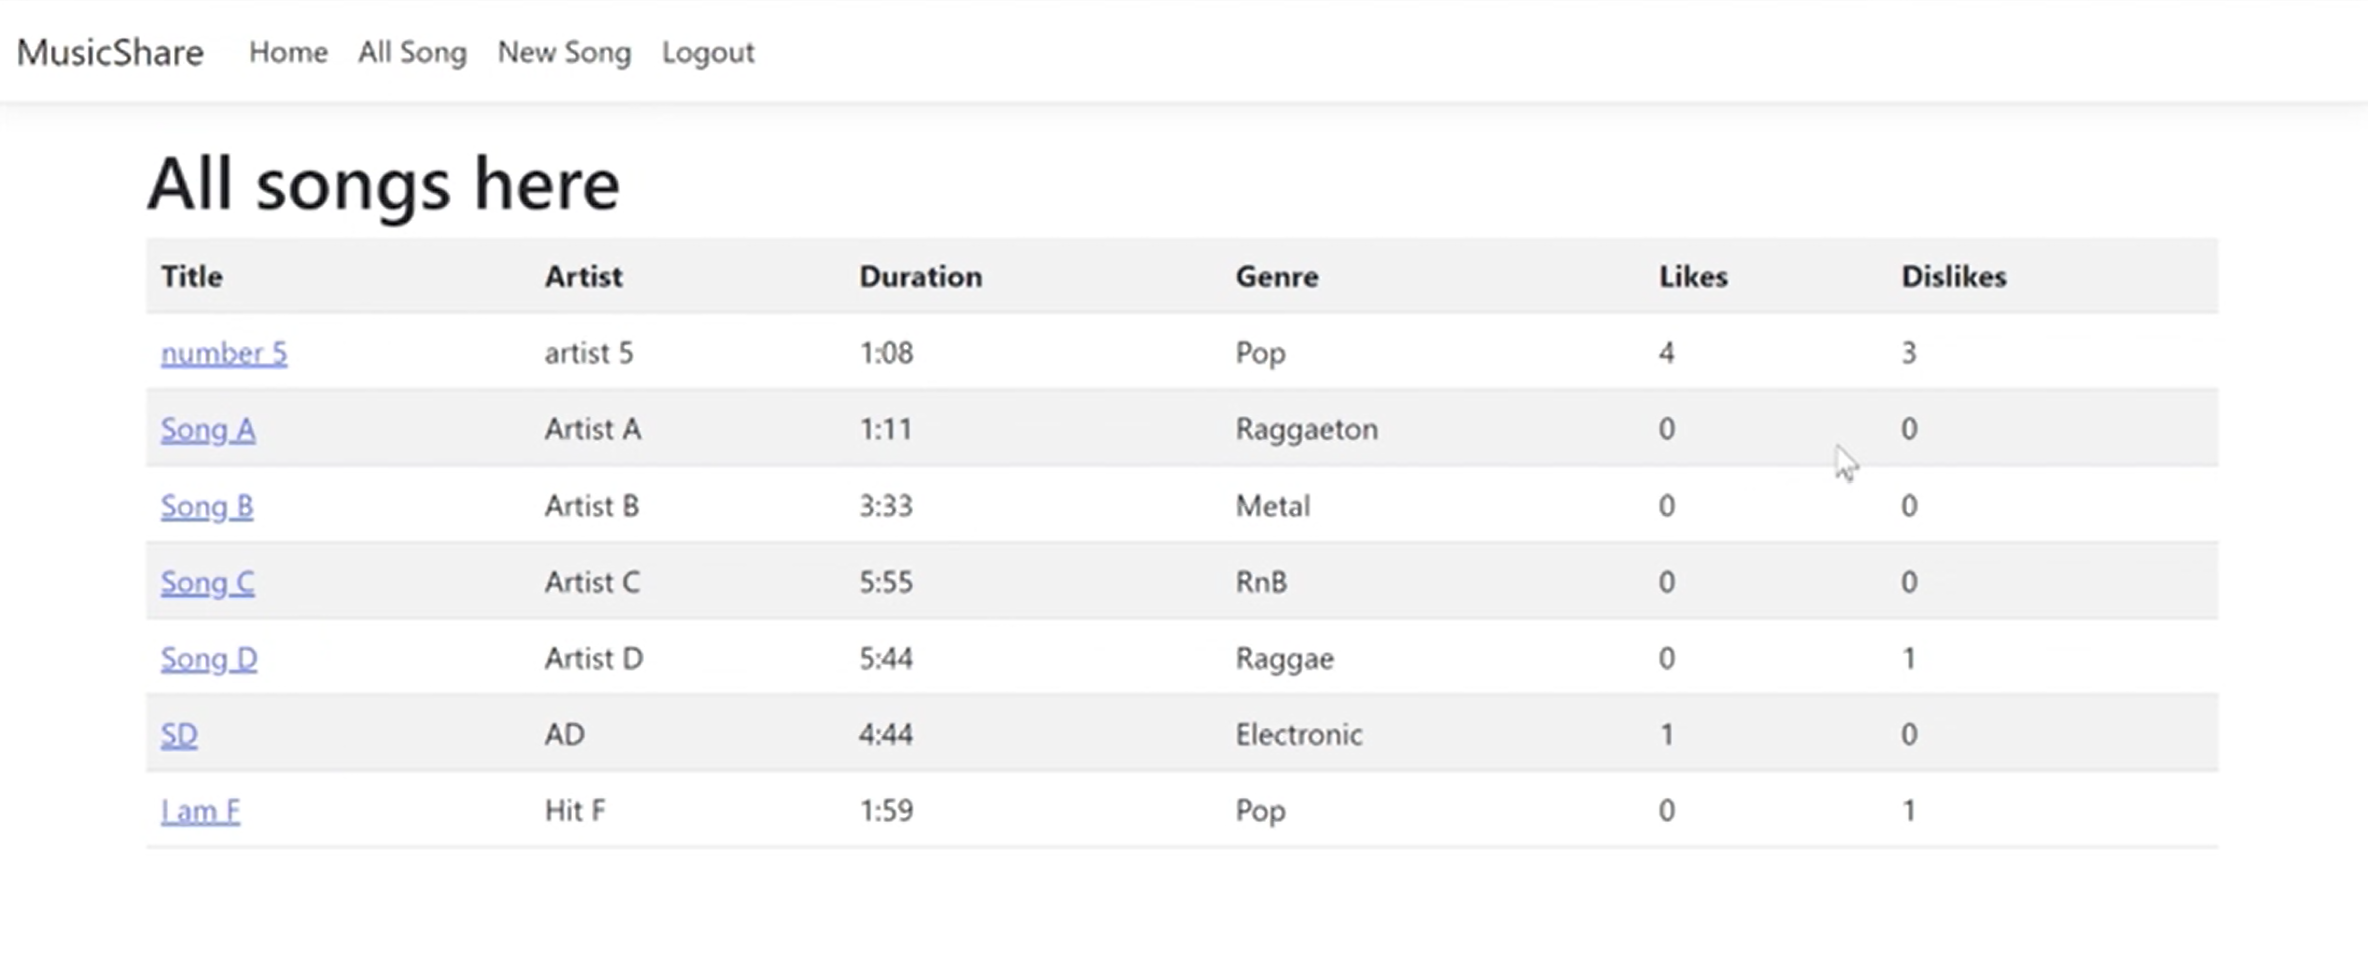 MusicShare Home All Song New Song Logout
All songs here
Title Artist Duration Genre Likes Dislikes
number 5 artist 5 1:08 Pop 4 3
Song A Artist A 1:11 Raggaeton 0 0
Song B Artist B 3:33 Metal 0 0
Song C Artist C 5:55 RnB 0 0
Song D Artist D 5:44 Raggae 0 1
SD AD 4:44 Electronic 1 0
I am F Hit F 1:59 Pop 0 1